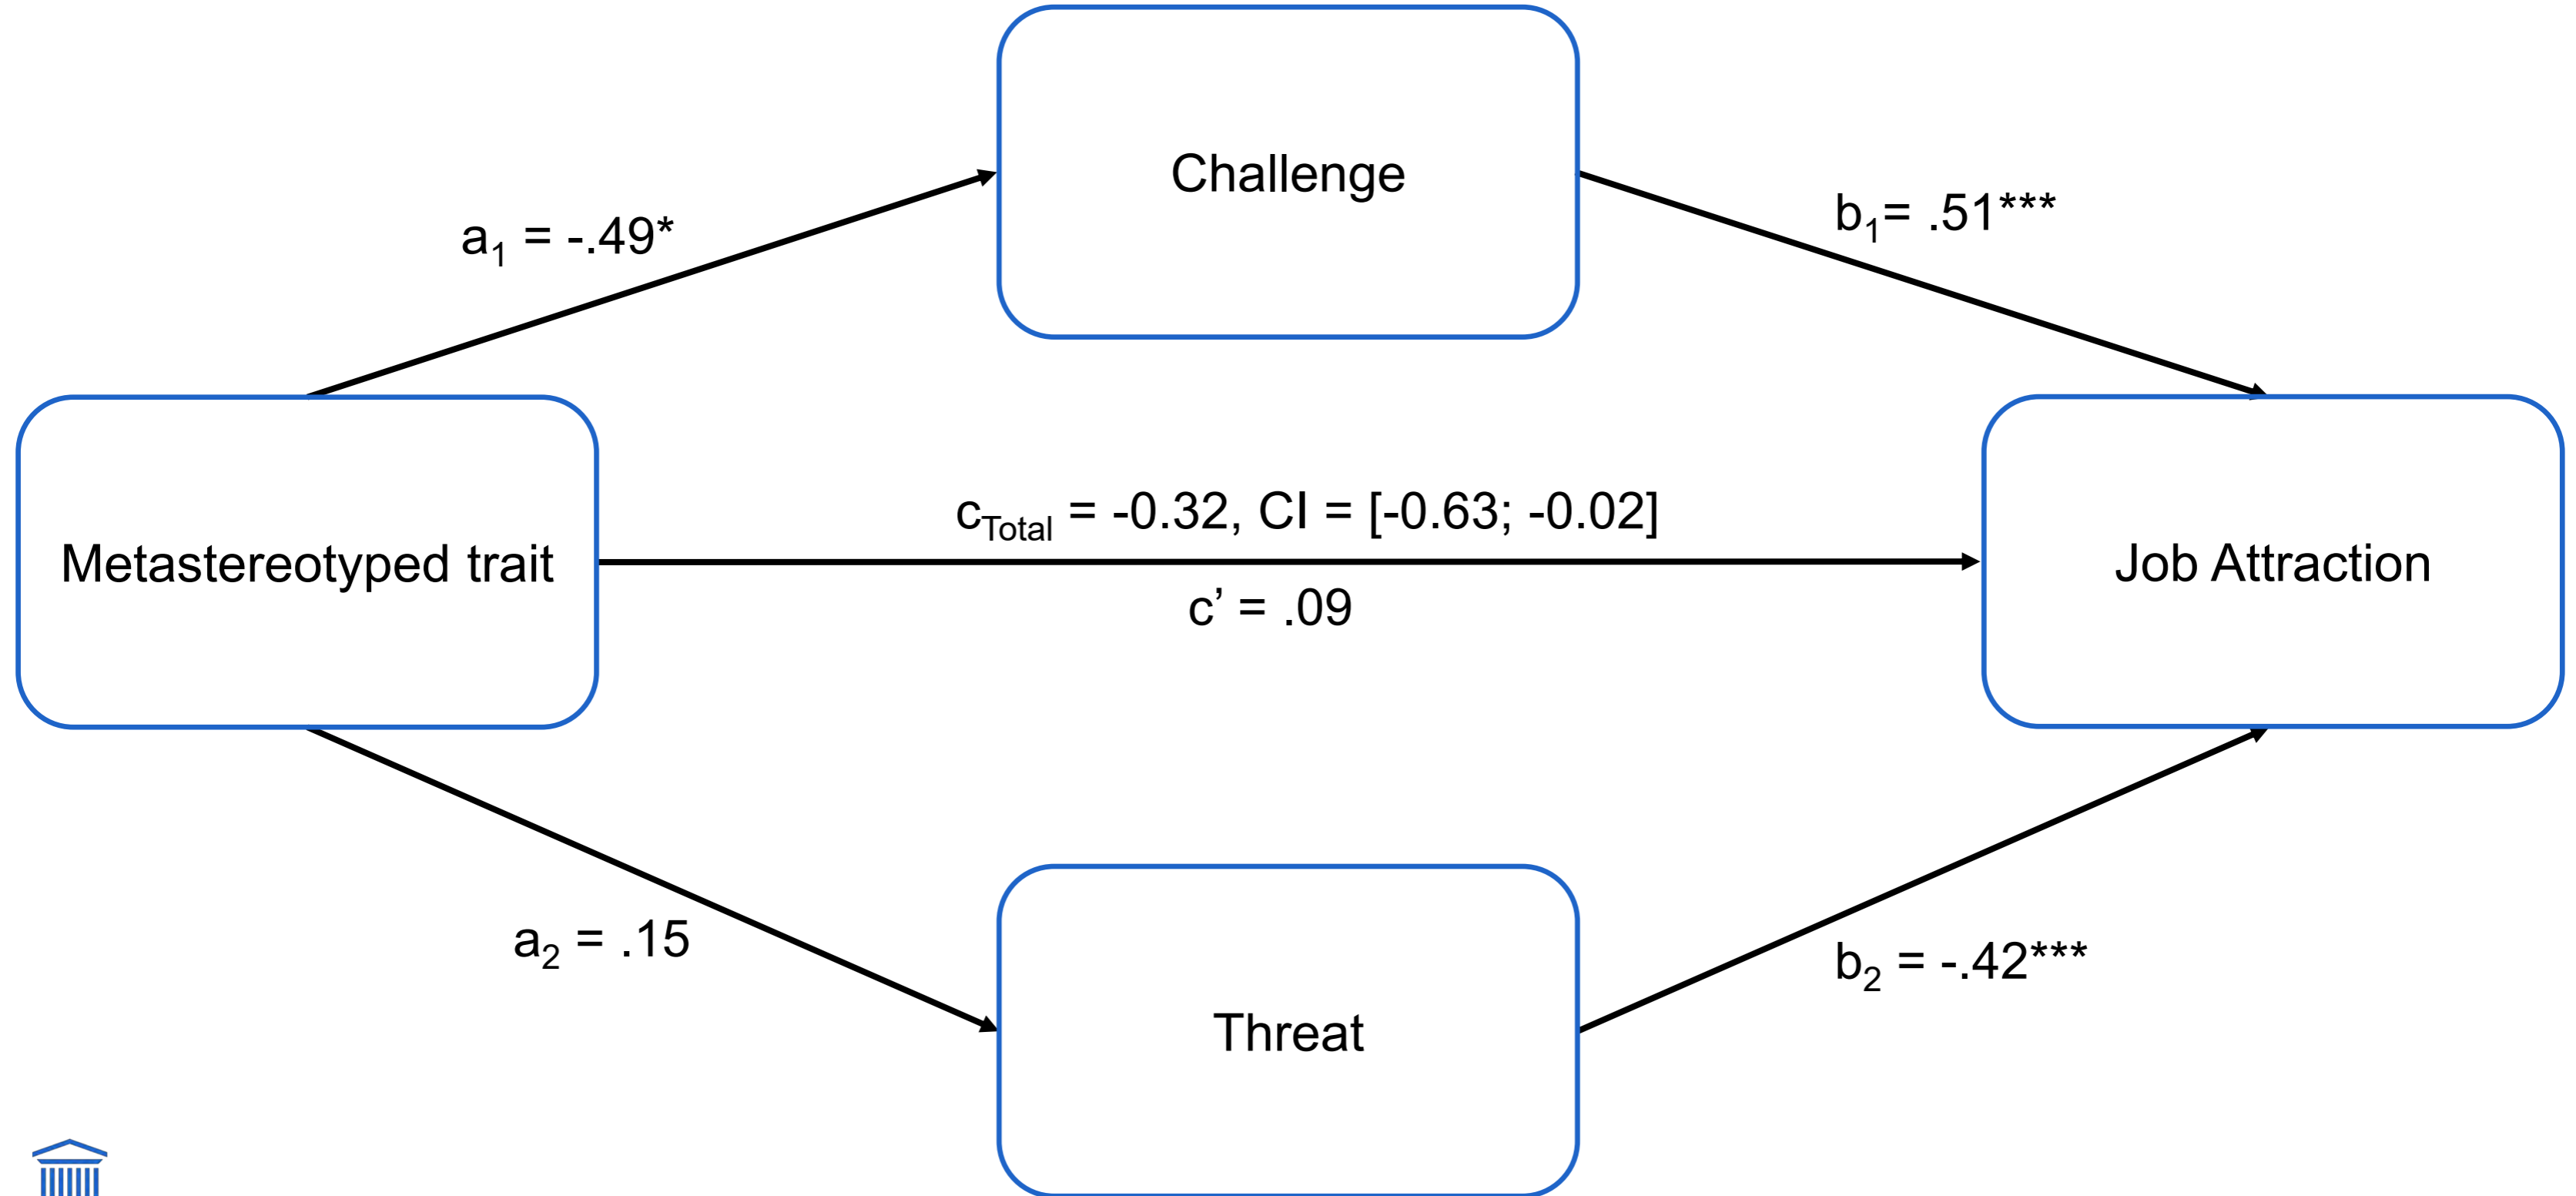 Challenge
a₁ = -.49*
b₁= .51***
c_Total = -0.32, CI = [-0.63; -0.02]
Metastereotyped trait
Job Attraction
c’ = .09
a₂ = .15
b₂ = -.42***
Threat